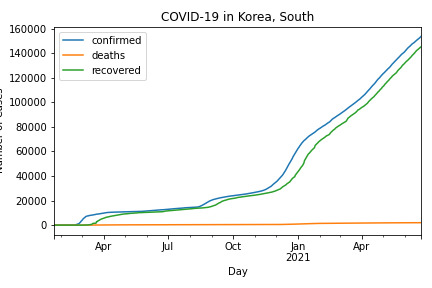 COVID-19 in Korea, South
160000
140000
120000
100000
80000
60000
40000
20000
0
confirmed
deaths
recovered
Apr
Jul
Oct
Jan
2021
Apr
Day